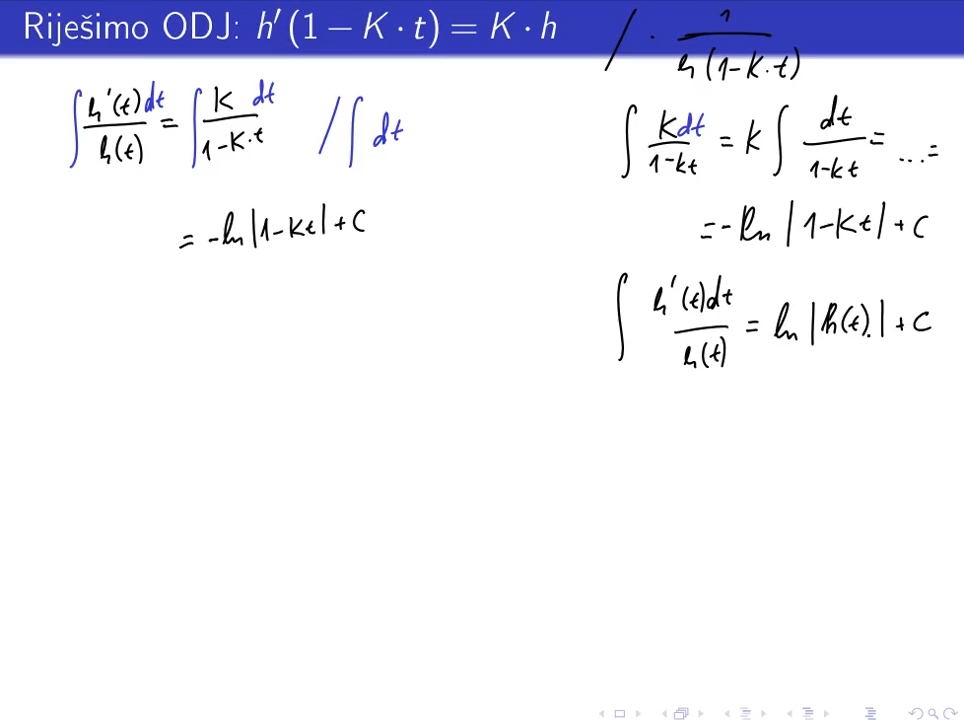 Riješimo ODJ: h′(1 − K · t) = K · h / · 1/(h(1-K·t))
∫ h'(t)dt/h(t) = ∫ K dt/(1-K·t) / ∫ dt
= -ln|1-Kt| + C
∫ Kdt/(1-kt) = K ∫ dt/(1-kt) = ... =
= -ln |1-Kt| + C
∫ h'(t)dt/h(t) = ln |h(t)| + C